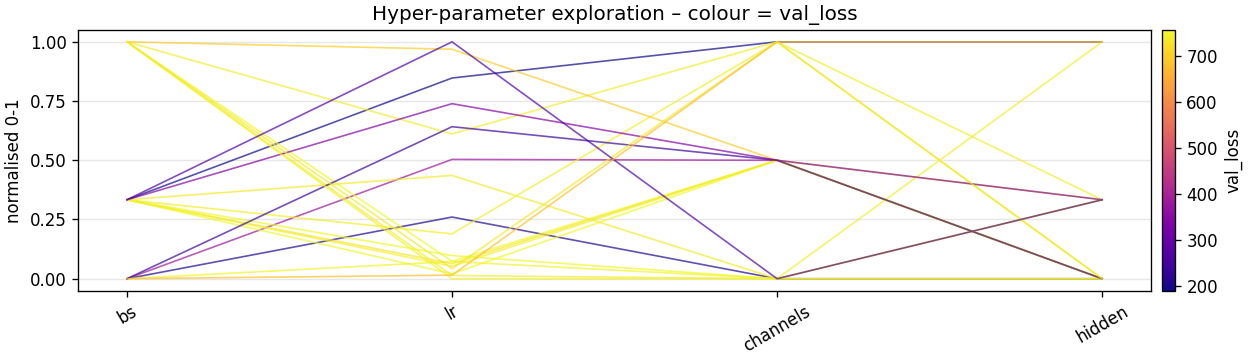 Hyper-parameter exploration – colour = val_loss
normalised 0-1
1.00
0.75
0.50
0.25
0.00
bs
lr
channels
hidden
700
600
500
400
300
200
val_loss